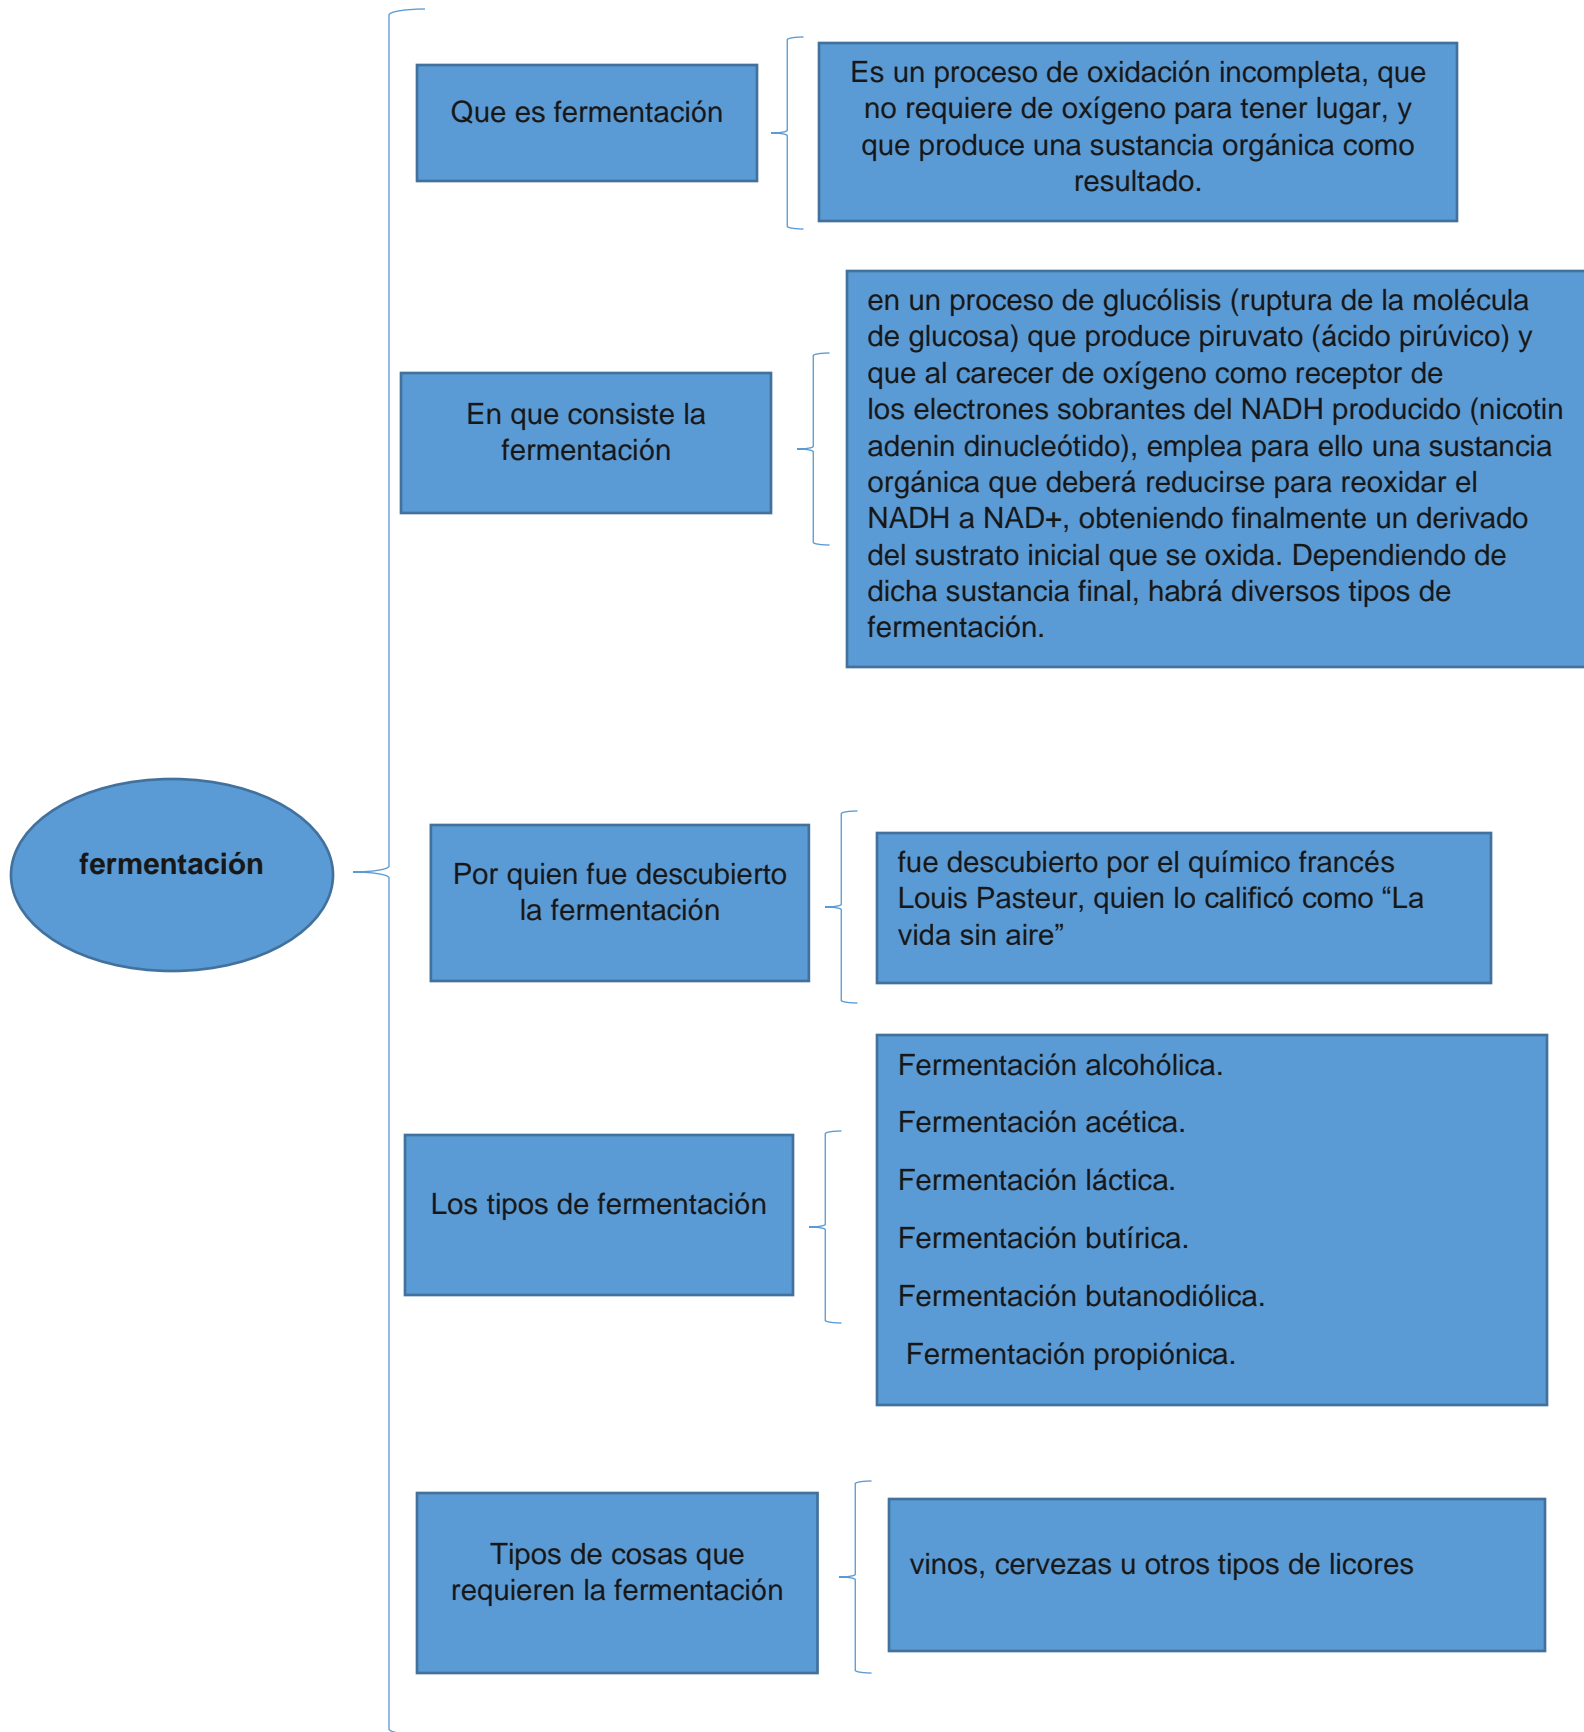 Que es fermentación
Es un proceso de oxidación incompleta, que
no requiere de oxígeno para tener lugar, y
que produce una sustancia orgánica como
resultado.
En que consiste la
fermentación
en un proceso de glucólisis (ruptura de la molécula
de glucosa) que produce piruvato (ácido pirúvico) y
que al carecer de oxígeno como receptor de
los electrones sobrantes del NADH producido (nicotin
adenin dinucleótido), emplea para ello una sustancia
orgánica que deberá reducirse para reoxidar el
NADH a NAD+, obteniendo finalmente un derivado
del sustrato inicial que se oxida. Dependiendo de
dicha sustancia final, habrá diversos tipos de
fermentación.
fermentación
Por quien fue descubierto
la fermentación
fue descubierto por el químico francés
Louis Pasteur, quien lo calificó como “La
vida sin aire”
Los tipos de fermentación
Fermentación alcohólica.
Fermentación acética.
Fermentación láctica.
Fermentación butírica.
Fermentación butanodiólica.
Fermentación propiónica.
Tipos de cosas que
requieren la fermentación
vinos, cervezas u otros tipos de licores